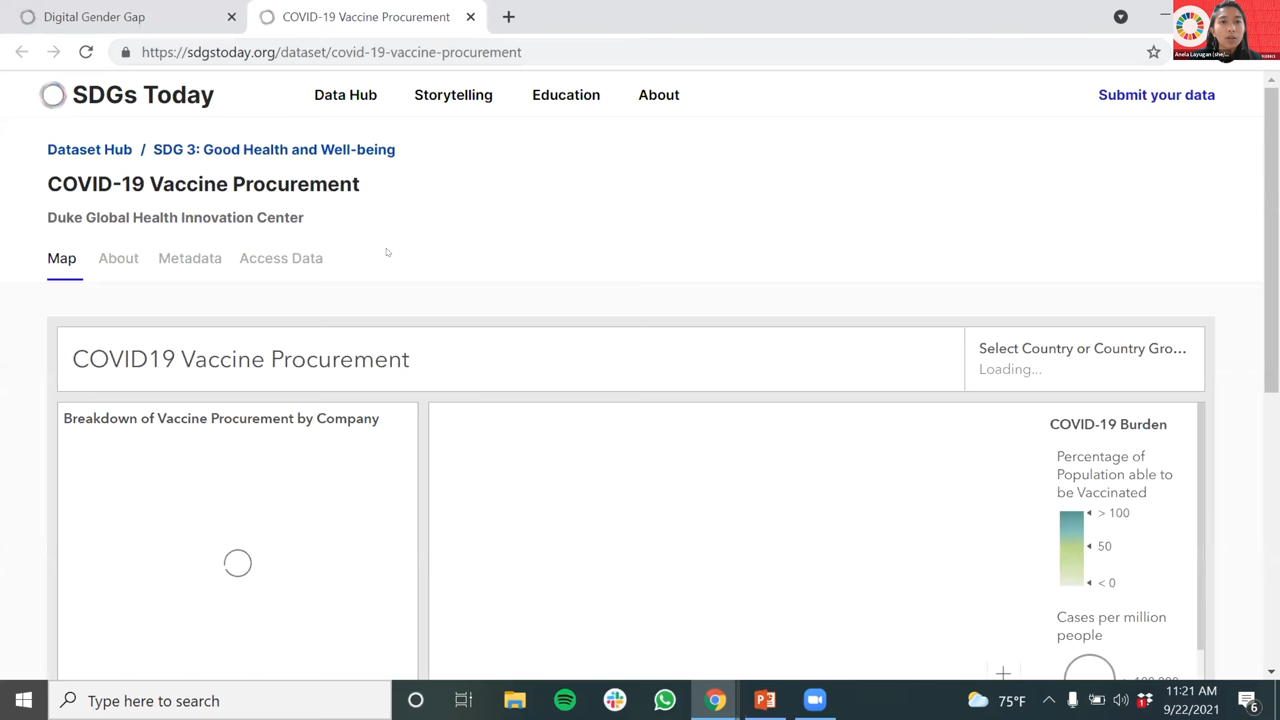 Digital Gender Gap
COVID-19 Vaccine Procurement
https://sdgstoday.org/dataset/covid-19-vaccine-procurement
SDGs Today
Data Hub
Storytelling
Education
About
Submit your data
Dataset Hub / SDG 3: Good Health and Well-being
COVID-19 Vaccine Procurement
Duke Global Health Innovation Center
Map
About
Metadata
Access Data
COVID19 Vaccine Procurement
Select Country or Country Gro...
Loading...
Breakdown of Vaccine Procurement by Company
COVID-19 Burden
Percentage of
Population able to
be Vaccinated
> 100
50
< 0
Cases per million
people
Type here to search
75°F
11:21 AM
9/22/2021
6